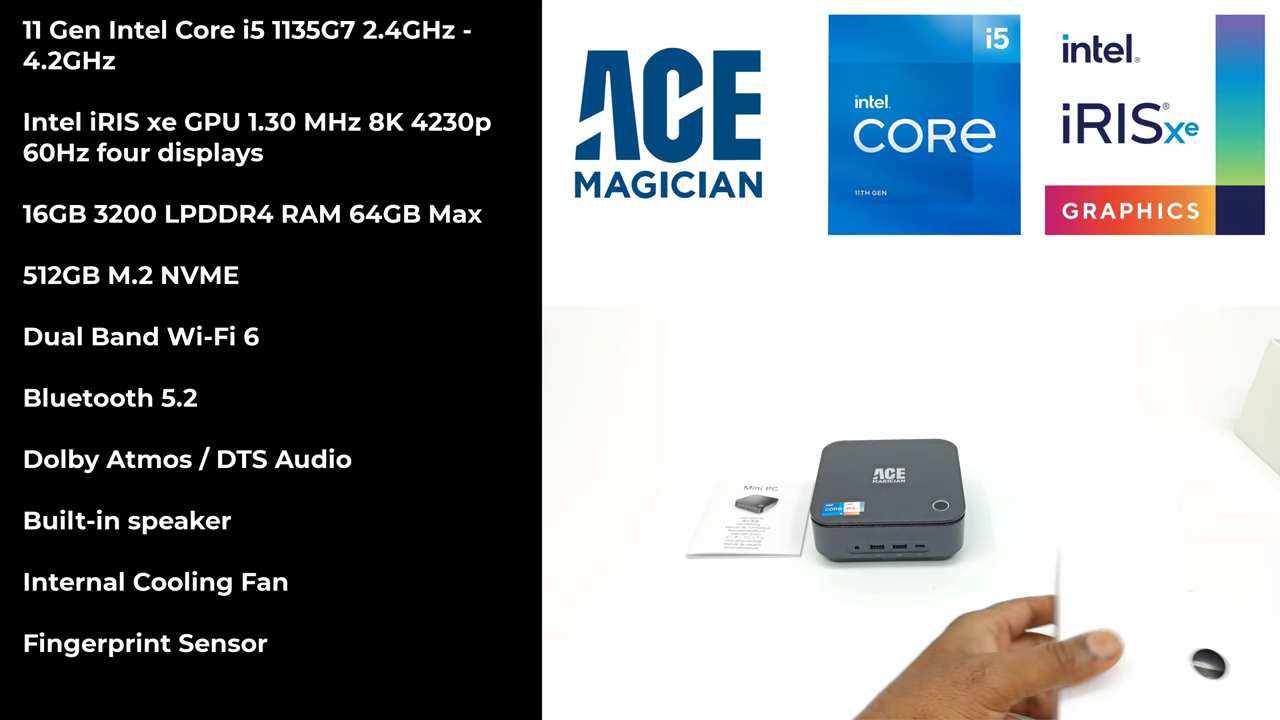 11 Gen Intel Core i5 1135G7 2.4GHz -
4.2GHz
Intel iRIS xe GPU 1.30 MHz 8K 4230p
60Hz four displays
16GB 3200 LPDDR4 RAM 64GB Max
512GB M.2 NVME
Dual Band Wi-Fi 6
Bluetooth 5.2
Dolby Atmos / DTS Audio
Built-in speaker
Internal Cooling Fan
Fingerprint Sensor
ACE
MAGICIAN
i5
intel.
CORe
11TH GEN
intel.
iRIS® xe
GRAPHICS
Mini PC
ACE
MAGICIAN